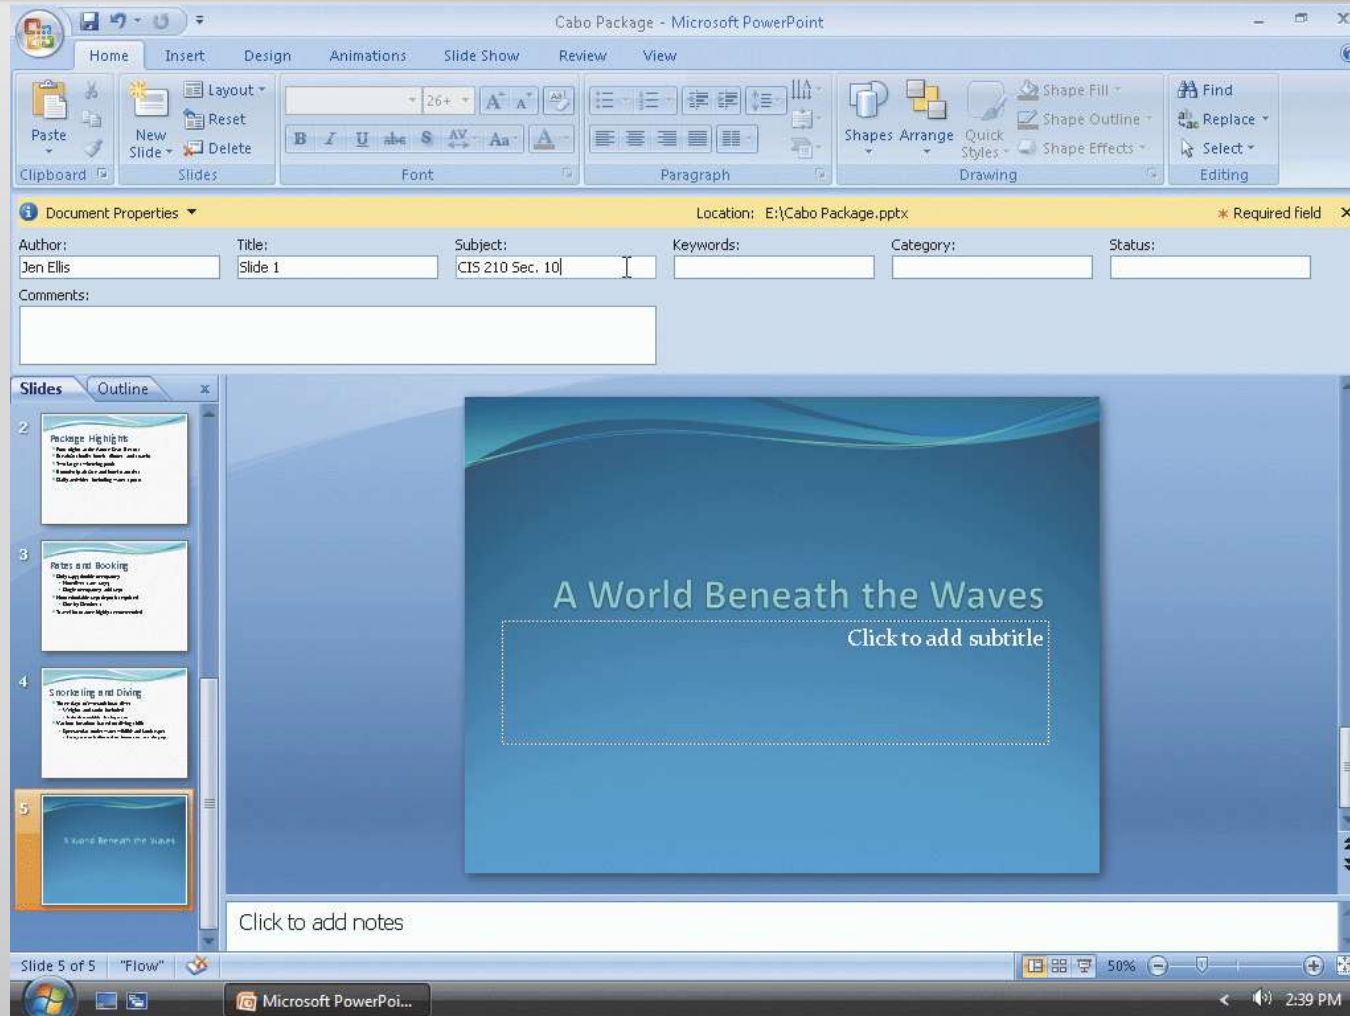 Cabo Package - Microsoft PowerPoint
Home Insert Design Animations Slide Show Review View
Paste
New Slide
Layout
Reset
Delete
26+
B I U abc S AV Aa A
Shapes Arrange Quick Styles
Shape Fill
Shape Outline
Shape Effects
Find
Replace
Select
Clipboard Slides Font Paragraph Drawing Editing
Document Properties Location: E:\Cabo Package.pptx * Required field X
Author: Title: Subject: Keywords: Category: Status:
Jen Ellis Slide 1 CIS 210 Sec. 10
Comments:
Slides Outline x
2
Package Highlights
3
Rates and Booking
4
Snorkeling and Diving
5
A World Beneath the Waves
A World Beneath the Waves
Click to add subtitle
Click to add notes
Slide 5 of 5 "Flow" 50%
Microsoft PowerPoi... 2:39 PM